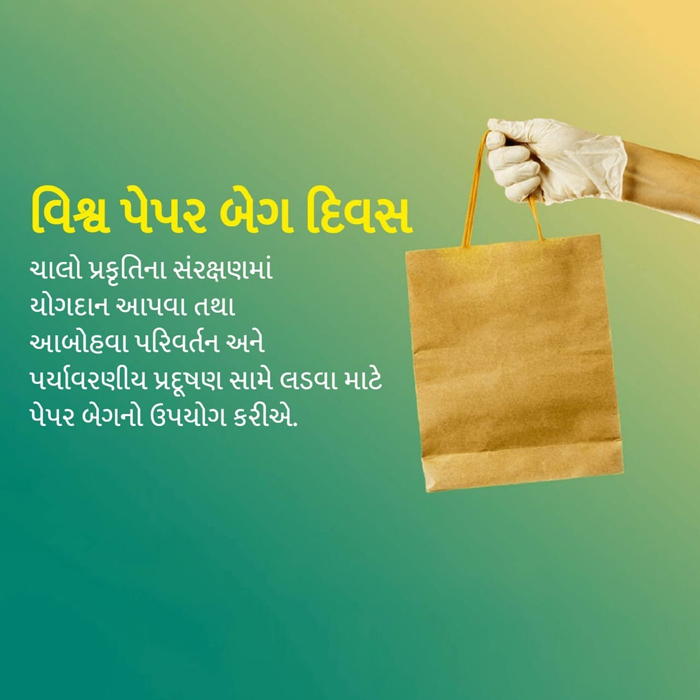 વિશ્વ પેપર બેગ દિવસ
ચાલો પ્રકૃતિના સંરક્ષણમાં
યોગદાન આપવા તથા
આબોહવા પરિવર્તન અને
પર્યાવરણીય પ્રદૂષણ સામે લડવા માટે
પેપર બેગનો ઉપયોગ કરીએ.